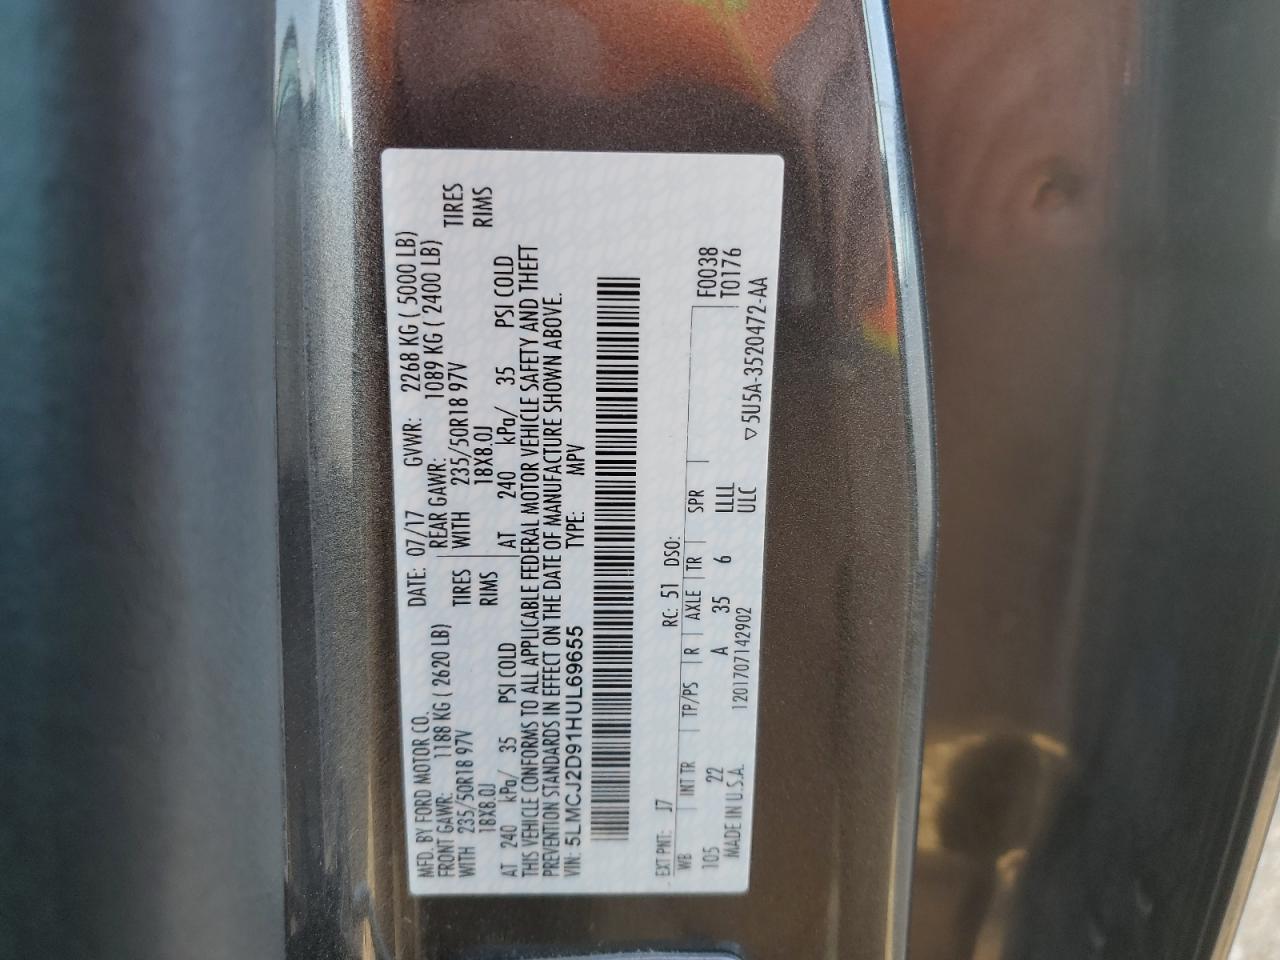 MFD. BY FORD MOTOR CO. DATE: 07/17 GVWR: 2268 KG ( 5000 LB)
FRONT GAWR: 1188 KG ( 2620 LB) REAR GAWR: 1089 KG ( 2400 LB)
WITH 235/50R18 97V TIRES WITH 235/50R18 97V TIRES
18X8.0J RIMS 18X8.0J RIMS
AT 240 kPa/ 35 PSI COLD AT 240 kPa/ 35 PSI COLD
THIS VEHICLE CONFORMS TO ALL APPLICABLE FEDERAL MOTOR VEHICLE SAFETY AND THEFT
PREVENTION STANDARDS IN EFFECT ON THE DATE OF MANUFACTURE SHOWN ABOVE.
VIN: 5LMCJ2D91HUL69655 TYPE: MPV
EXT PNT: J7 RC: 51 DSO:
WB INT TR TP/PS R AXLE TR SPR F0038
105 22 A 35 6 LLLL T0176
MADE IN U.S.A. 1201707142902 ULC ▽5U5A-3520472-AA